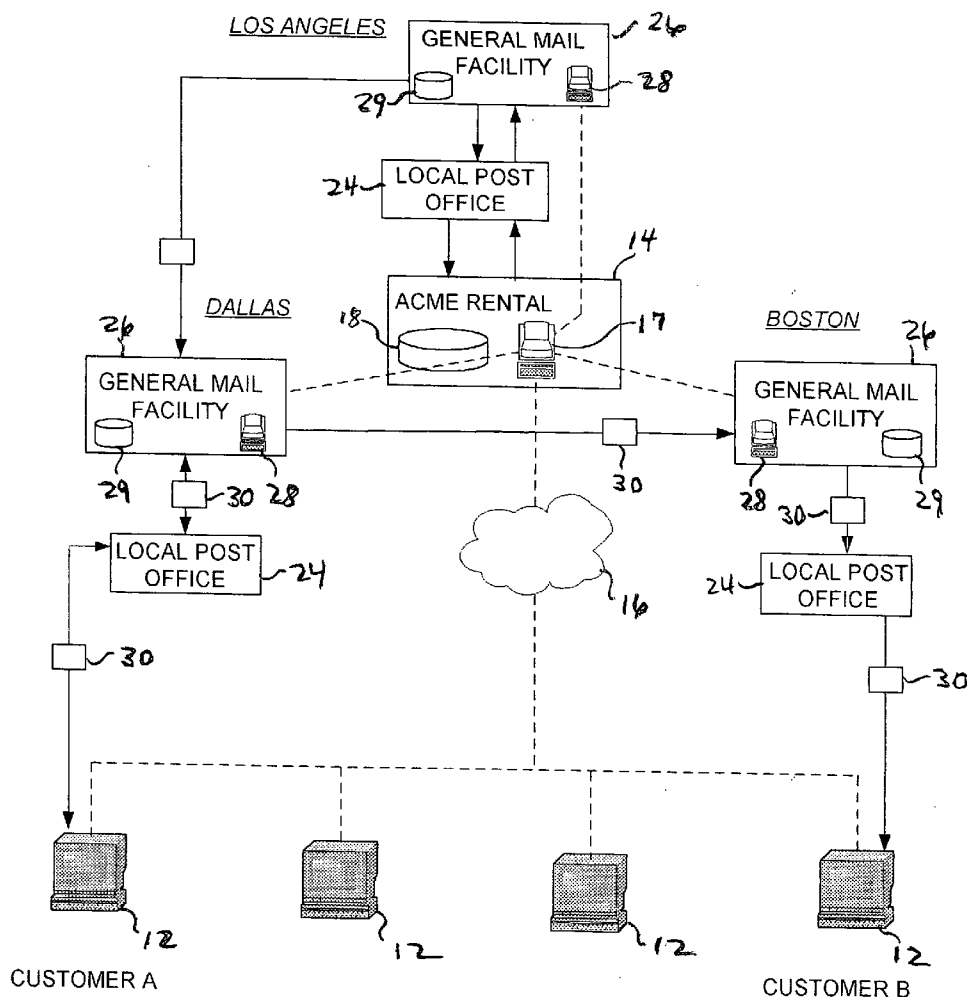 LOS ANGELES
26
GENERAL MAIL
FACILITY
29
28
24
LOCAL POST
OFFICE
14
ACME RENTAL
18
17
DALLAS
26
GENERAL MAIL
FACILITY
29
28
BOSTON
26
GENERAL MAIL
FACILITY
28
29
30
30
30
LOCAL POST
OFFICE
24
16
24
LOCAL POST
OFFICE
30
30
12
12
12
12
CUSTOMER A
CUSTOMER B